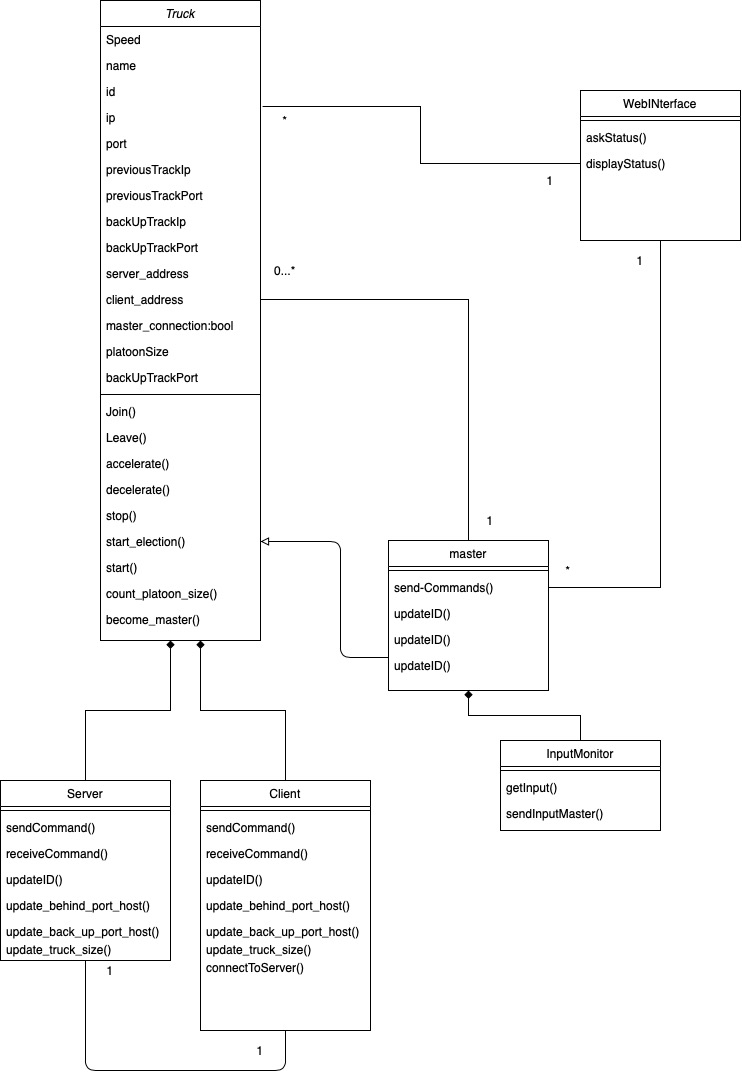 Truck
Speed
name
id
ip
port
previousTrackIp
previousTrackPort
backUpTrackIp
backUpTrackPort
server_address
client_address
master_connection:bool
platoonSize
backUpTrackPort
Join()
Leave()
accelerate()
decelerate()
stop()
start_election()
start()
count_platoon_size()
become_master()
*
1
WebINterface
askStatus()
displayStatus()
1
0...*
1
*
master
send-Commands()
updateID()
updateID()
updateID()
InputMonitor
getInput()
sendInputMaster()
Server
sendCommand()
receiveCommand()
updateID()
update_behind_port_host()
update_back_up_port_host()
update_truck_size()
1
Client
sendCommand()
receiveCommand()
updateID()
update_behind_port_host()
update_back_up_port_host()
update_truck_size()
connectToServer()
1